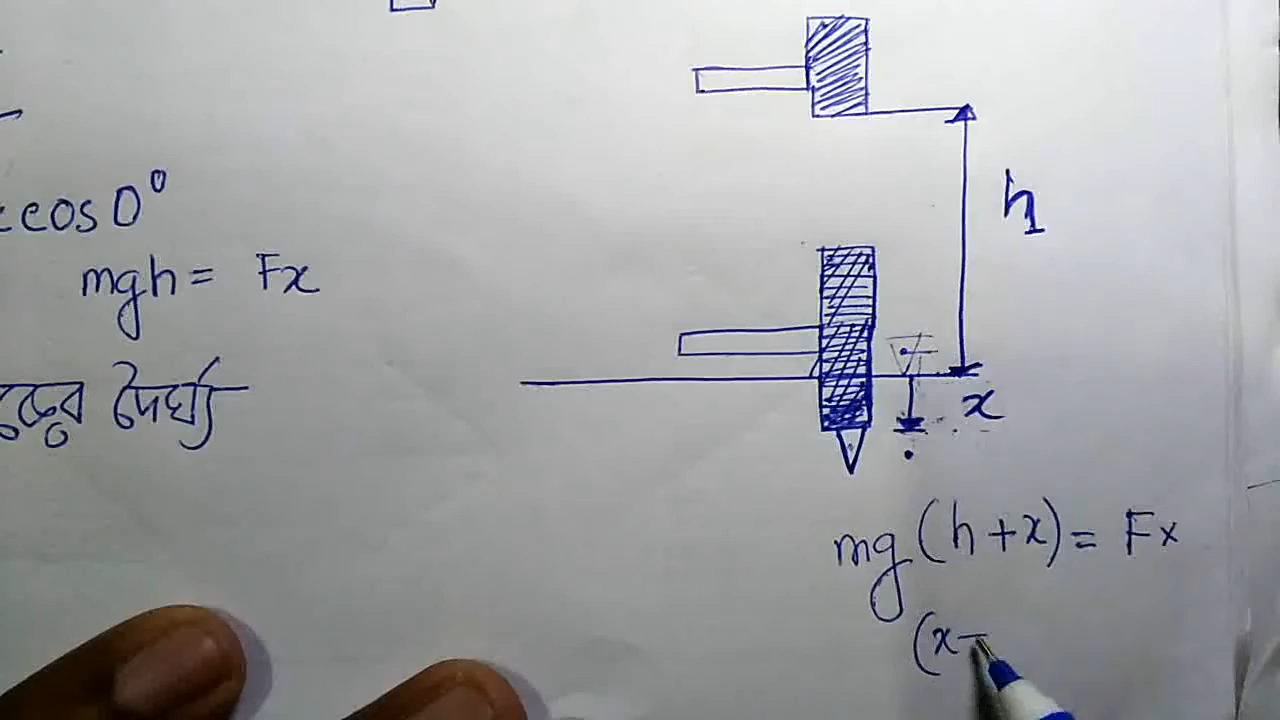 cos 0°
mgh = Fx
দৈর্ঘ্য
h
x
mg (h+x) = Fx
(x-